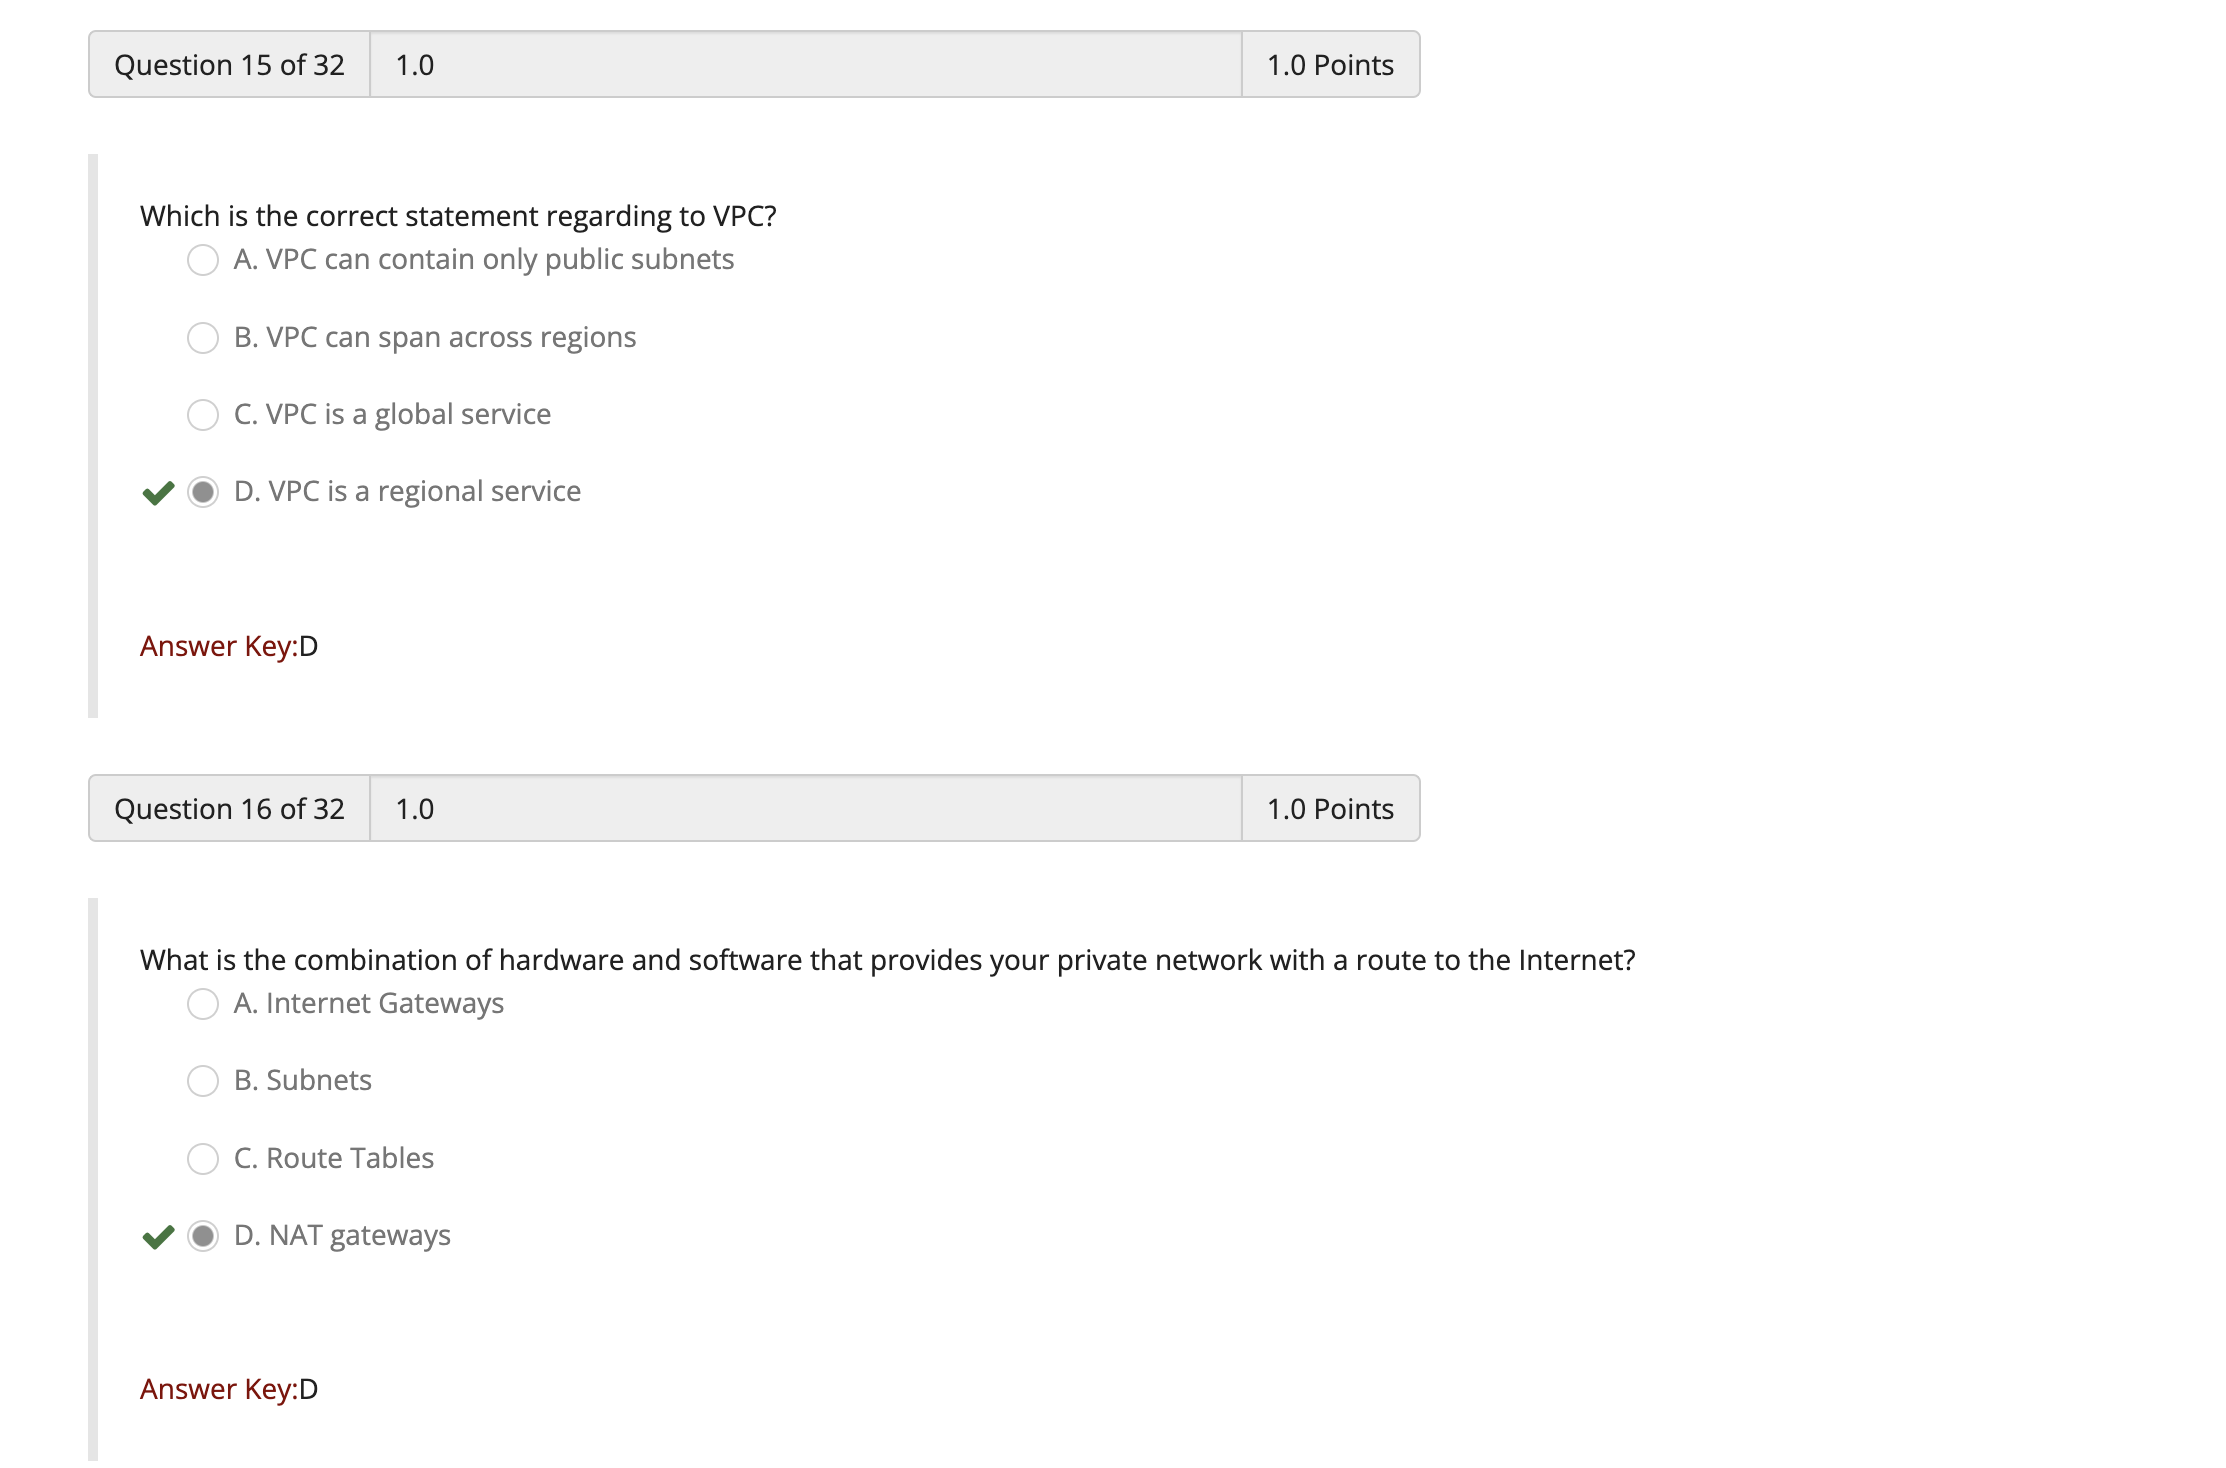 Question 15 of 32 1.0 1.0 Points
Which is the correct statement regarding to VPC?
A. VPC can contain only public subnets
B. VPC can span across regions
C. VPC is a global service
D. VPC is a regional service
Answer Key:D
Question 16 of 32 1.0 1.0 Points
What is the combination of hardware and software that provides your private network with a route to the Internet?
A. Internet Gateways
B. Subnets
C. Route Tables
D. NAT gateways
Answer Key:D